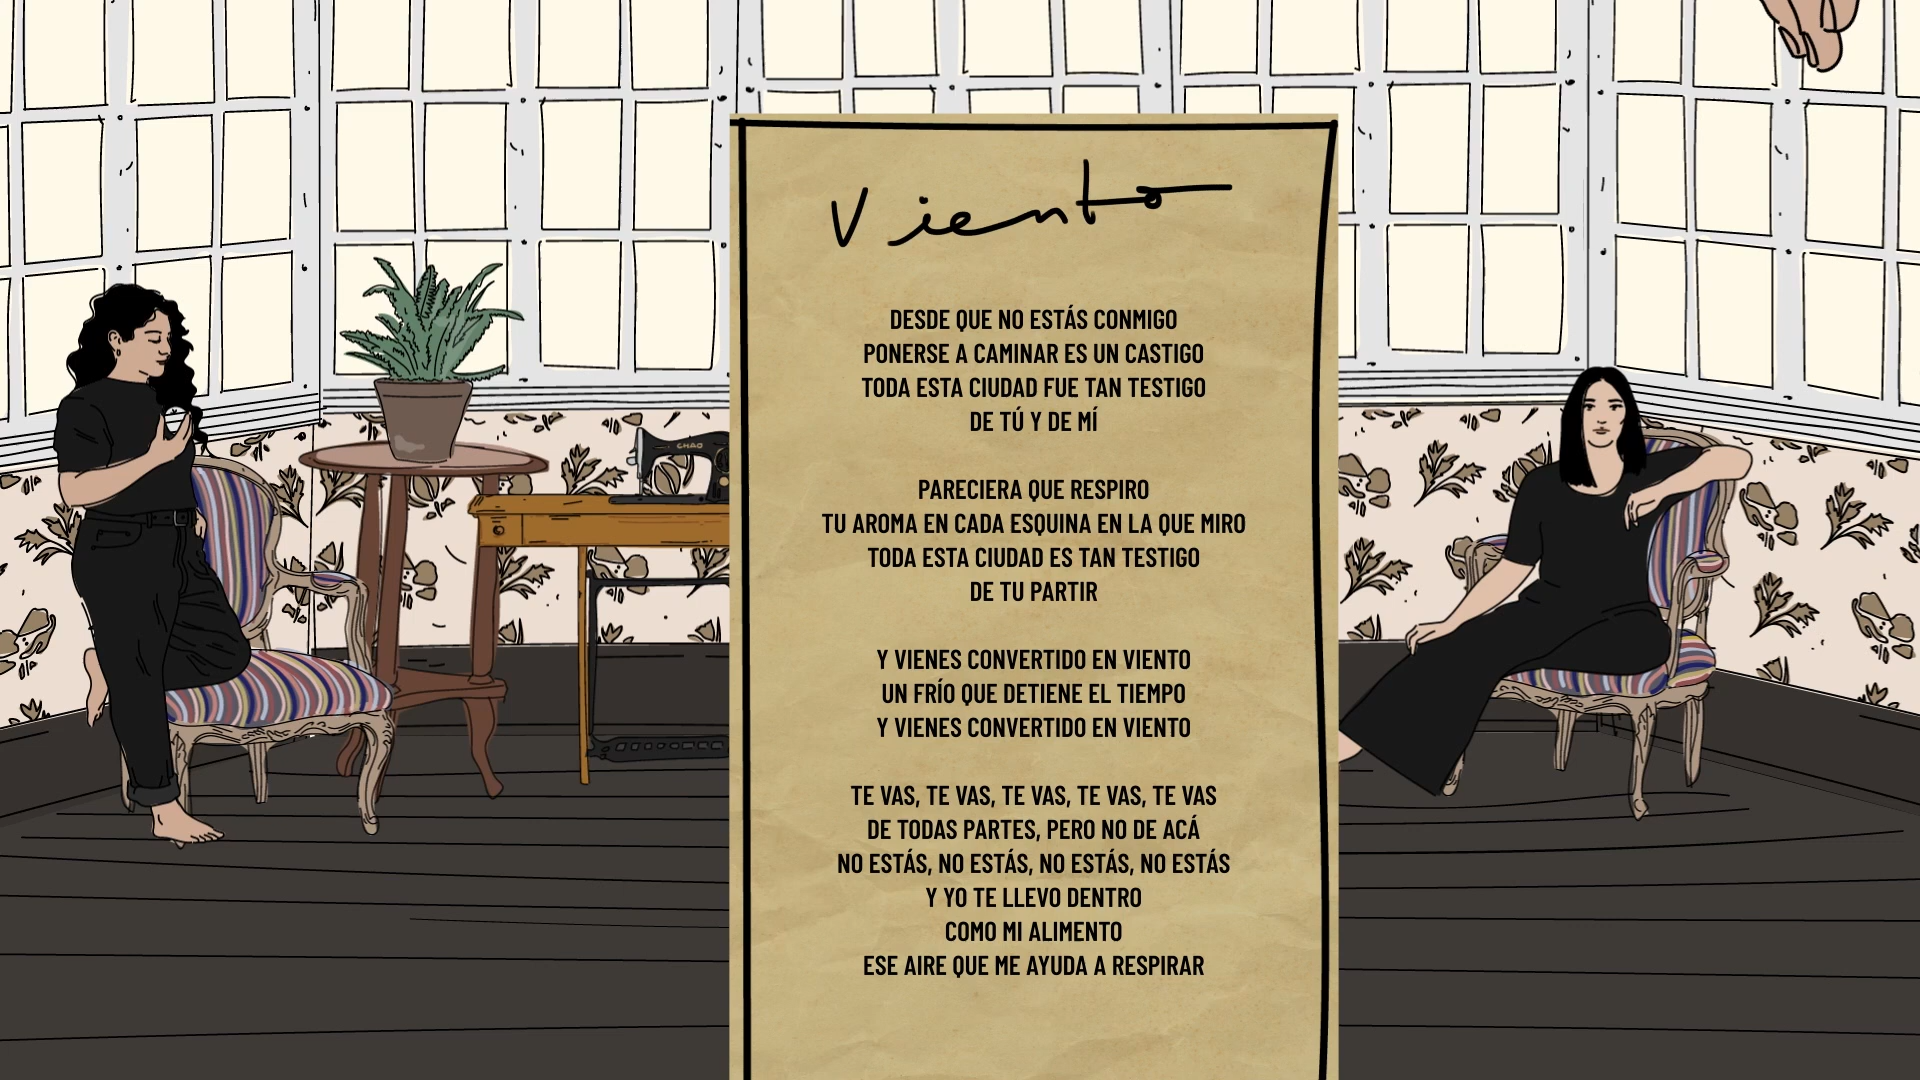 Viento
DESDE QUE NO ESTÁS CONMIGO
PONERSE A CAMINAR ES UN CASTIGO
TODA ESTA CIUDAD FUE TAN TESTIGO
DE TÚ Y DE MÍ
PARECIERA QUE RESPIRO
TU AROMA EN CADA ESQUINA EN LA QUE MIRO
TODA ESTA CIUDAD ES TAN TESTIGO
DE TU PARTIR
Y VIENES CONVERTIDO EN VIENTO
UN FRÍO QUE DETIENE EL TIEMPO
Y VIENES CONVERTIDO EN VIENTO
TE VAS, TE VAS, TE VAS, TE VAS, TE VAS
DE TODAS PARTES, PERO NO DE ACÁ
NO ESTÁS, NO ESTÁS, NO ESTÁS, NO ESTÁS
Y YO TE LLEVO DENTRO
COMO MI ALIMENTO
ESE AIRE QUE ME AYUDA A RESPIRAR
CHAO